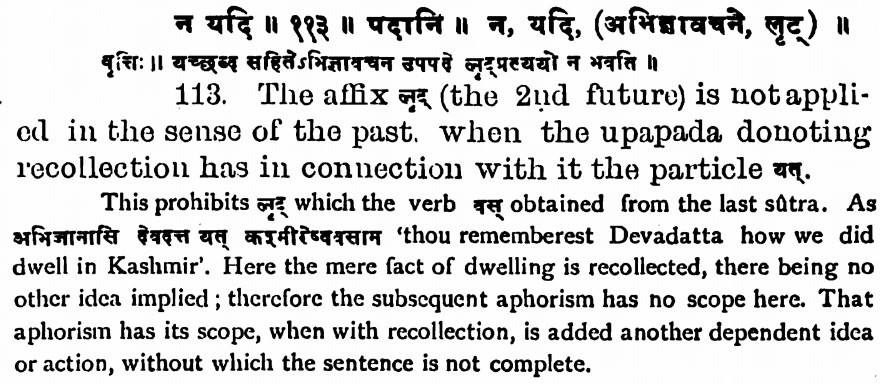 न यदि ॥ ११३ ॥ पदानि ॥ न, यदि, (अभिज्ञावचने, लृट्) ॥
वृत्तिः ॥ यच्छब्द सहितेऽभिज्ञावचन उपपदे लृट्प्रत्ययो न भवति ॥
113. The affix लृट् (the 2nd future) is not appli-
ed in the sense of the past. when the upapada donoting
recollection has in connection with it the particle यत्.
This prohibits लृट् which the verb वस् obtained from the last sûtra. As
अभिजानासि देवदत्त यत् कश्मीरेष्ववसाम 'thou rememberest Devadatta how we did
dwell in Kashmir'. Here the mere fact of dwelling is recollected, there being no
other idea implied ; therefore the subsequent aphorism has no scope here. That
aphorism has its scope, when with recollection, is added another dependent idea
or action, without which the sentence is not complete.